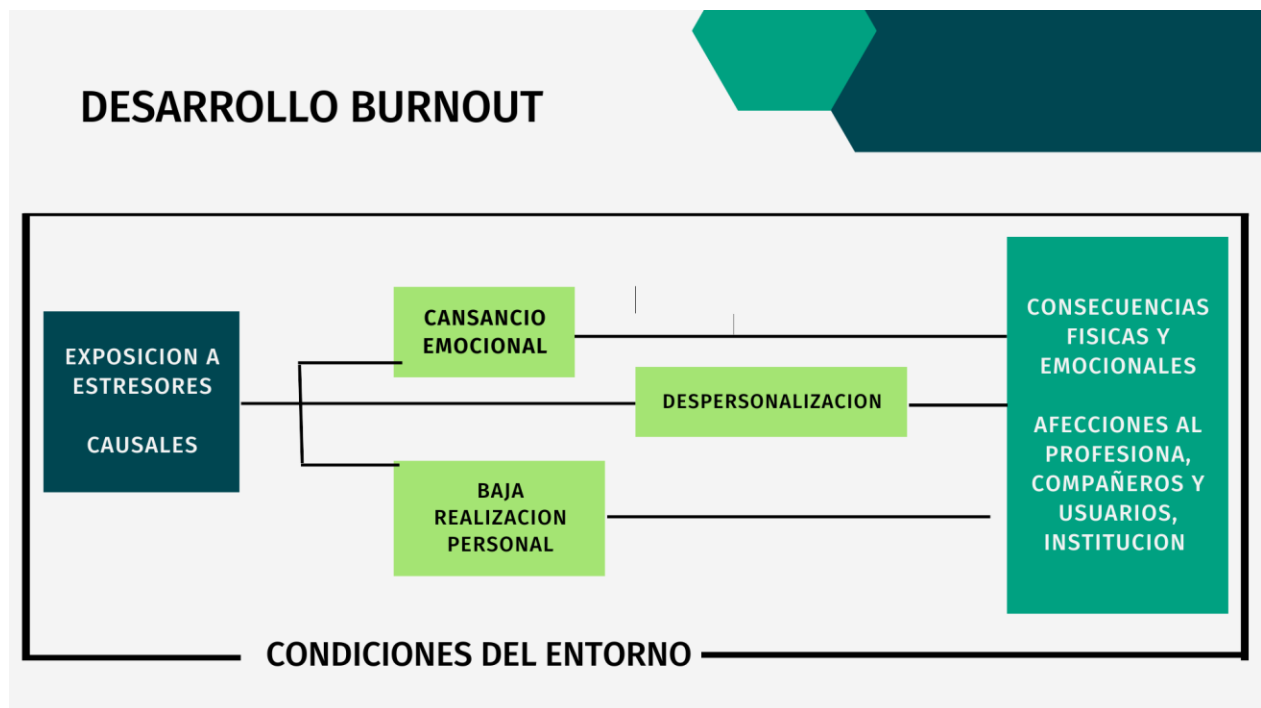 DESARROLLO BURNOUT
EXPOSICION A
ESTRESORES
CAUSALES
CANSANCIO
EMOCIONAL
DESPERSONALIZACION
BAJA
REALIZACION
PERSONAL
CONSECUENCIAS
FISICAS Y
EMOCIONALES
AFECCIONES AL
PROFESIONA,
COMPAÑEROS Y
USUARIOS,
INSTITUCION
CONDICIONES DEL ENTORNO